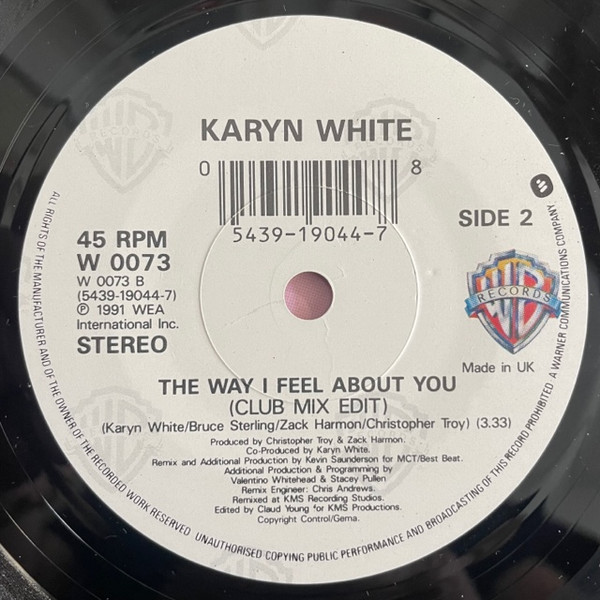 KARYN WHITE
0 8
5439-19044-7
SIDE 2
45 RPM
W 0073
W 0073 B
(5439-19044-7)
℗ 1991 WEA
International Inc.
STEREO
WB
RECORDS
Made in UK
THE WAY I FEEL ABOUT YOU
(CLUB MIX EDIT)
(Karyn White/Bruce Sterling/Zack Harmon/Christopher Troy) (3.33)
Produced by Christopher Troy & Zack Harmon.
Co-Produced by Karyn White.
Remix and Additional Production by Kevin Saunderson for MCT/Best Beat.
Additional Production & Programming by
Valentino Whitehead & Stacey Pullen
Remix Engineer: Chris Andrews.
Remixed at KMS Recording Studios.
Edited by Claud Young for KMS Productions.
Copyright Control/Gema.
ALL RIGHTS OF THE MANUFACTURER AND OF THE OWNER OF THE RECORDED WORK RESERVED UNAUTHORISED COPYING PUBLIC PERFORMANCE AND BROADCASTING OF THIS RECORD PROHIBITED A WARNER COMMUNICATIONS COMPANY